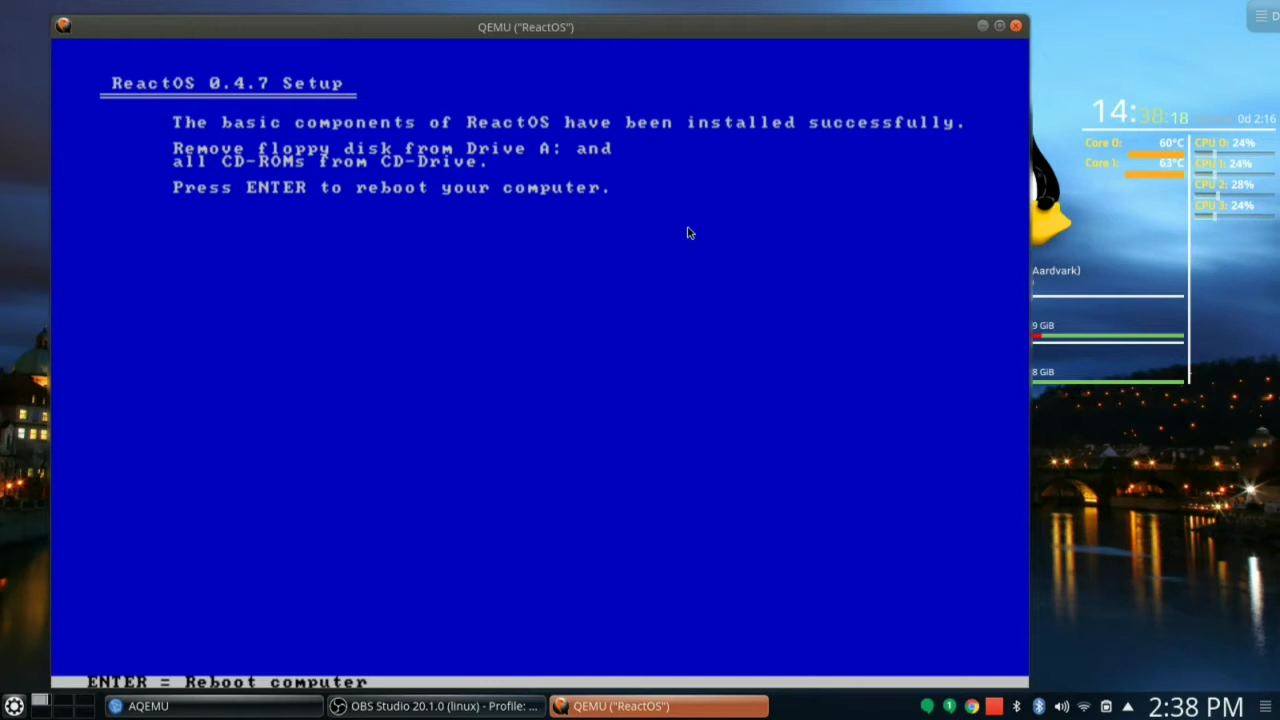 QEMU ("ReactOS")
ReactOS 0.4.7 Setup
The basic components of ReactOS have been installed successfully.
Remove floppy disk from Drive A: and
all CD-ROMs from CD-Drive.
Press ENTER to reboot your computer.
ENTER = Reboot computer
D
14:38:18
0d 2:16
Core 0: 60°C
CPU 0: 24%
Core 1: 63°C
CPU 1: 24%
CPU 2: 28%
CPU 3: 24%
Aardvark)
9 GiB
8 GiB
AQEMU
OBS Studio 20.1.0 (linux) - Profile: ...
QEMU ("ReactOS")
1
2:38 PM